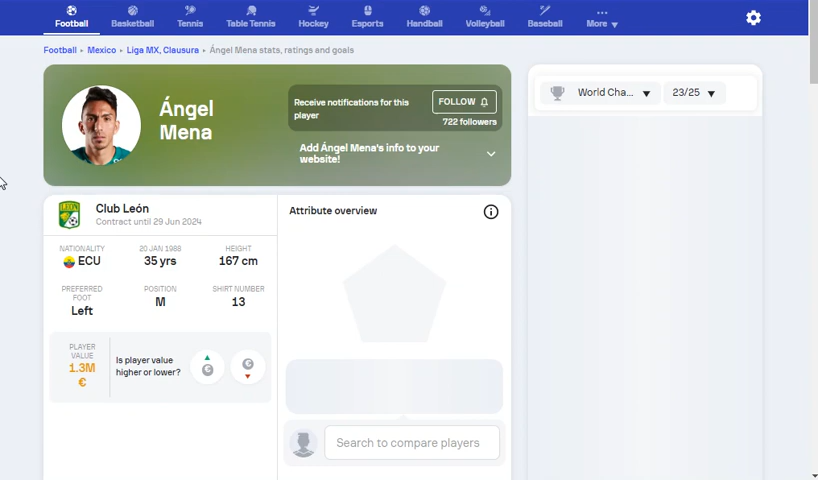 Football
Basketball
Tennis
Table Tennis
Hockey
Esports
Handball
Volleyball
Baseball
More
Football
Mexico
Liga MX, Clausura
Ángel Mena stats, ratings and goals
Ángel
Mena
Receive notifications for this
player
FOLLOW
722 followers
Add Ángel Mena's info to your
website!
World Cha...
23/25
Club León
Contract until 29 Jun 2024
NATIONALITY
ECU
20 JAN 1988
35 yrs
HEIGHT
167 cm
PREFERRED
FOOT
Left
POSITION
M
SHIRT NUMBER
13
PLAYER
VALUE
1.3M
€
Is player value
higher or lower?
Attribute overview
Search to compare players